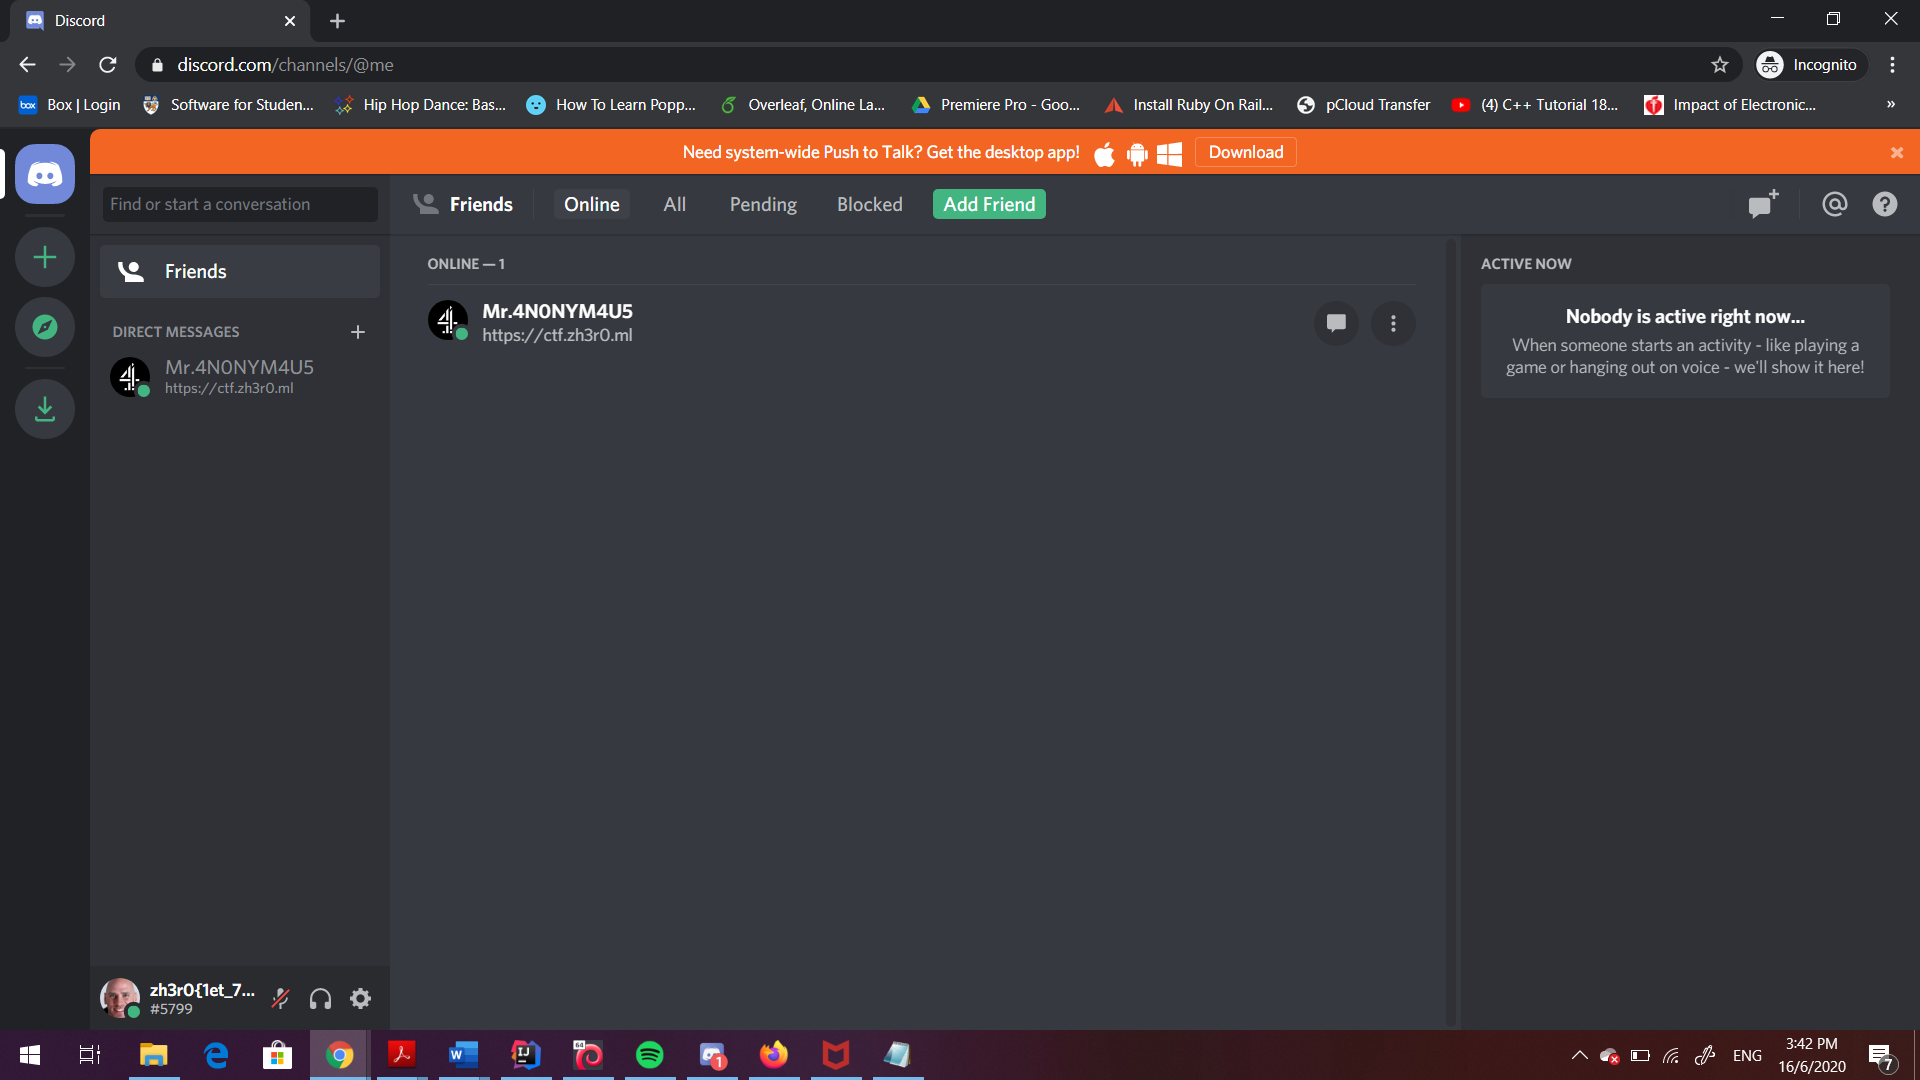 Discord
discord.com/channels/@me
Incognito
Box | Login
Software for Studen...
Hip Hop Dance: Bas...
How To Learn Popp...
Overleaf, Online La...
Premiere Pro - Goo...
Install Ruby On Rail...
pCloud Transfer
(4) C++ Tutorial 18...
Impact of Electronic...
»
Need system-wide Push to Talk? Get the desktop app!
Download
Find or start a conversation
Friends
Online
All
Pending
Blocked
Add Friend
Friends
DIRECT MESSAGES
Mr.4N0NYM4U5
https://ctf.zh3r0.ml
ONLINE — 1
Mr.4N0NYM4U5
https://ctf.zh3r0.ml
ACTIVE NOW
Nobody is active right now...
When someone starts an activity - like playing a
game or hanging out on voice - we'll show it here!
zh3r0{1et_7...
#5799
W
IJ
64
1
ENG
3:42 PM
16/6/2020
7